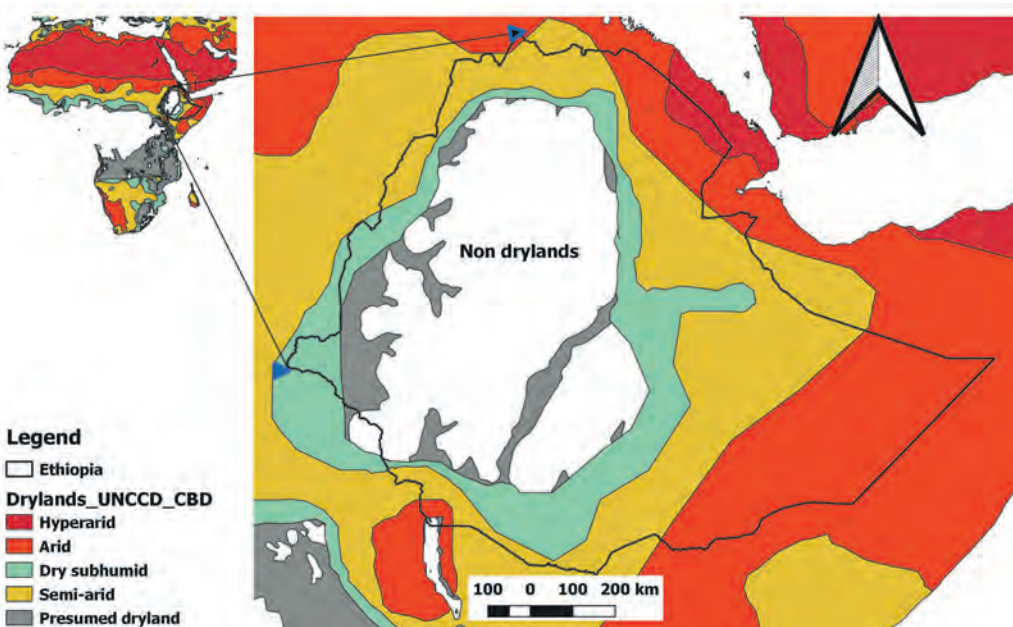 Non drylands
Legend
Ethiopia
Drylands_UNCCD_CBD
Hyperarid
Arid
Dry subhumid
Semi-arid
Presumed dryland
100 0 100 200 km